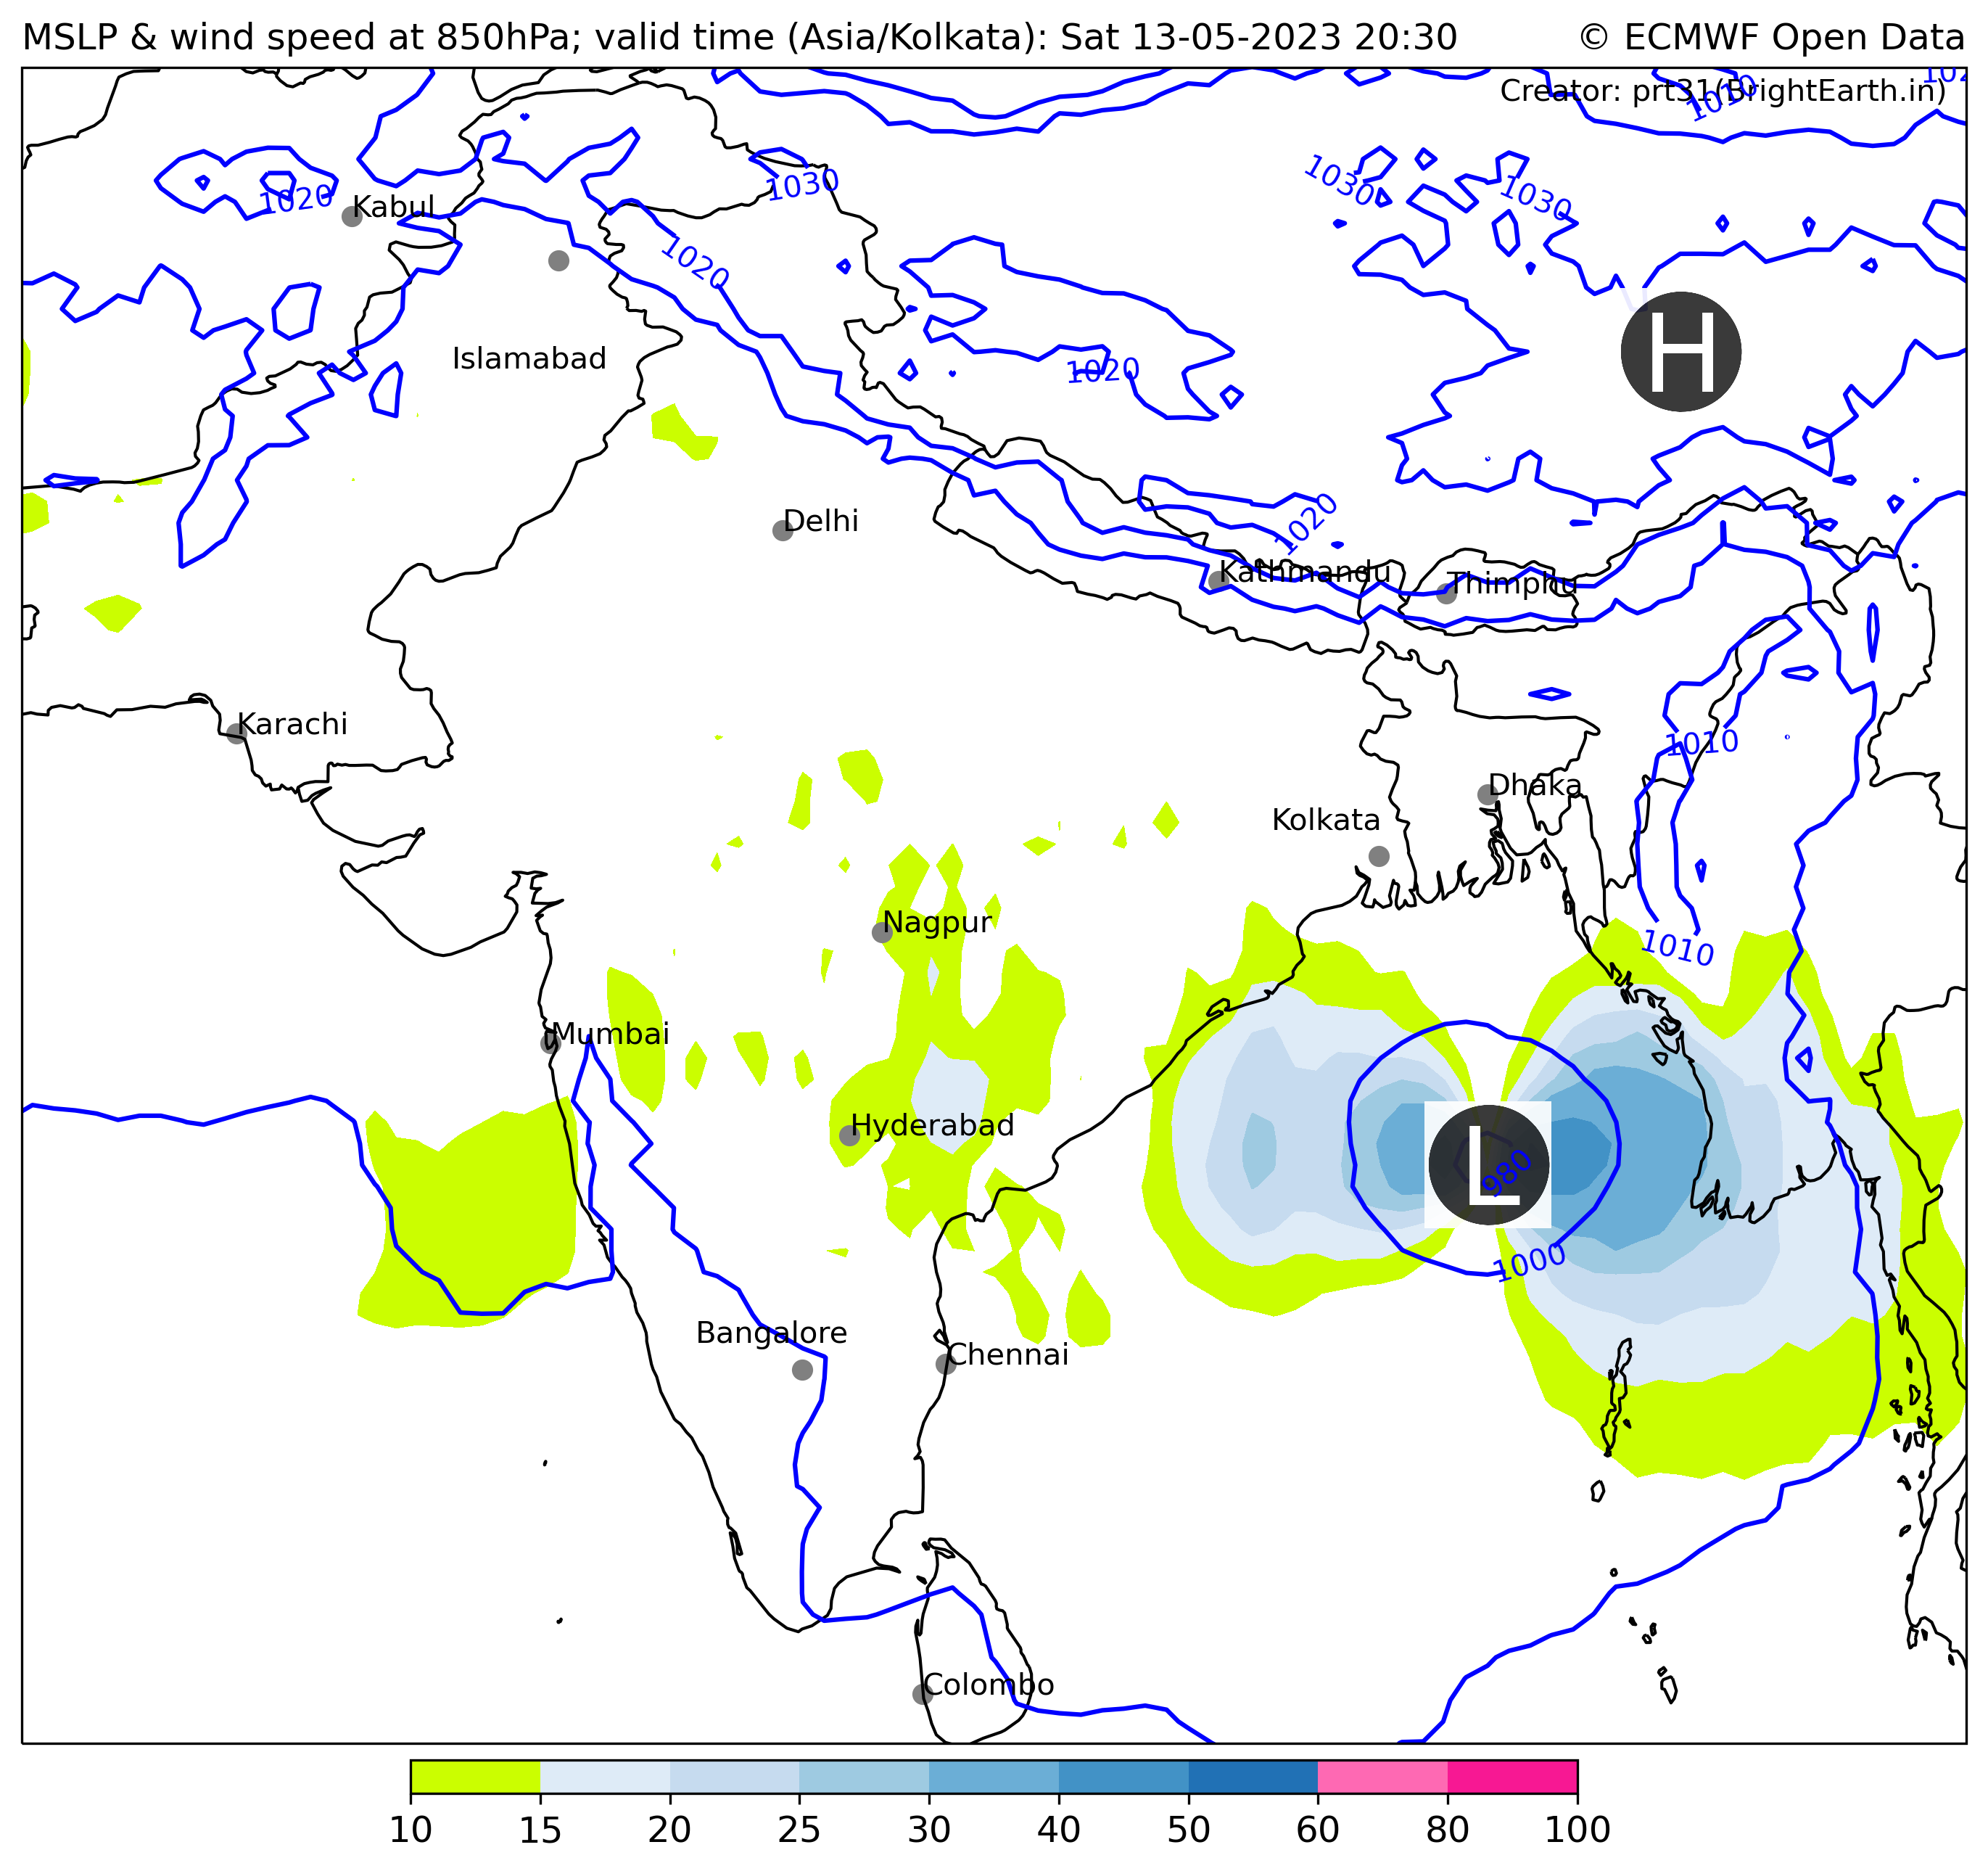 MSLP & wind speed at 850hPa; valid time (Asia/Kolkata): Sat 13-05-2023 20:30
© ECMWF Open Data
Creator: prt31(BrightEarth.in)
1010
1030
1030
1030
1020
Kabul
1020
H
Islamabad
1020
Delhi
1020
Kathmandu
Thimphu
Karachi
1010
Dhaka
Kolkata
Nagpur
1010
Mumbai
Hyderabad
L
980
1000
Bangalore
Chennai
Colombo
10 15 20 25 30 40 50 60 80 100